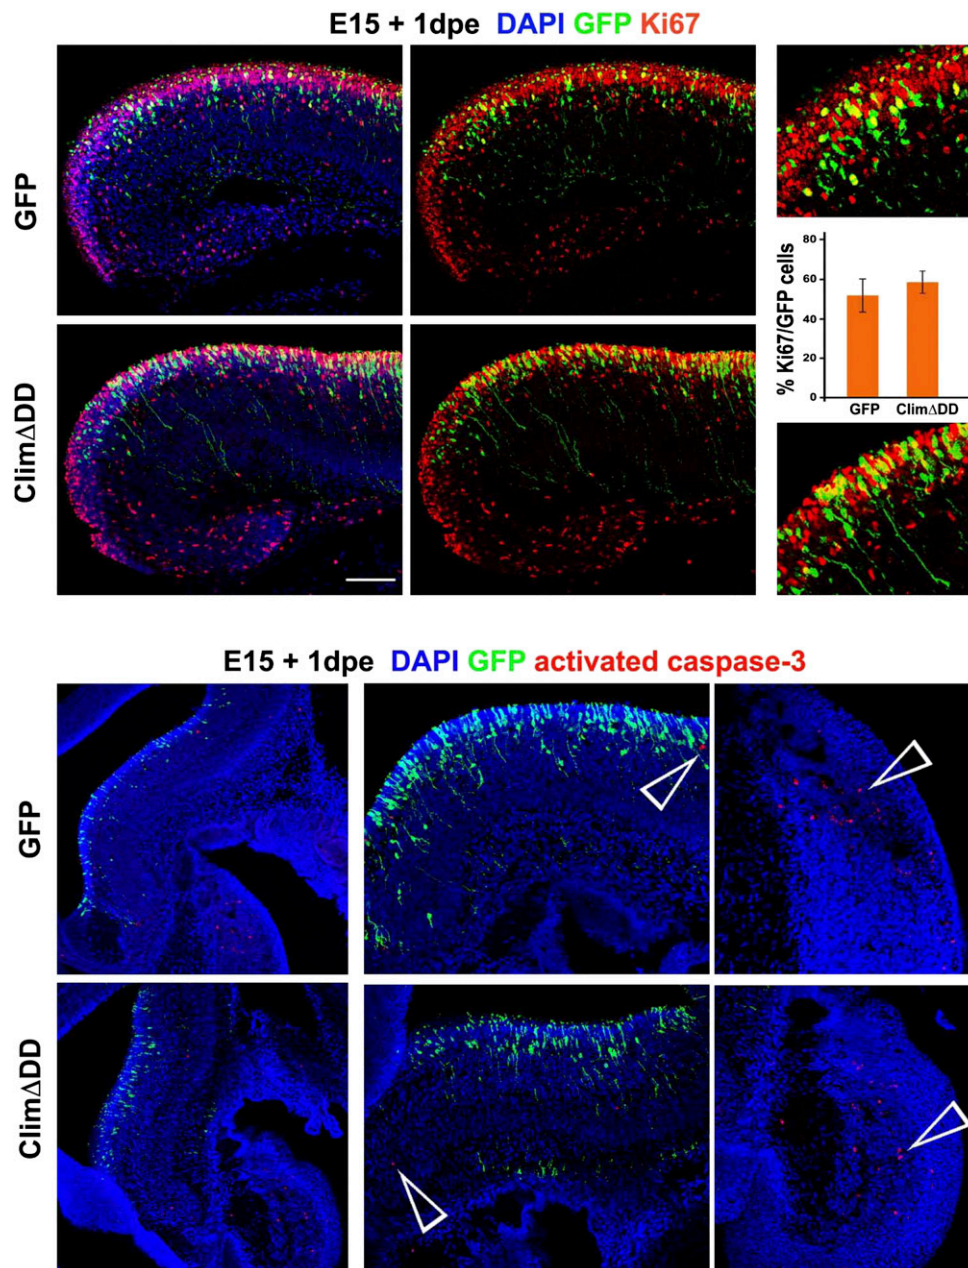 E15 + 1dpe DAPI GFP Ki67
GFP
% Ki67/GFP cells
80
60
40
20
0
GFP ClimΔDD
ClimΔDD
E15 + 1dpe DAPI GFP activated caspase-3
GFP
ClimΔDD